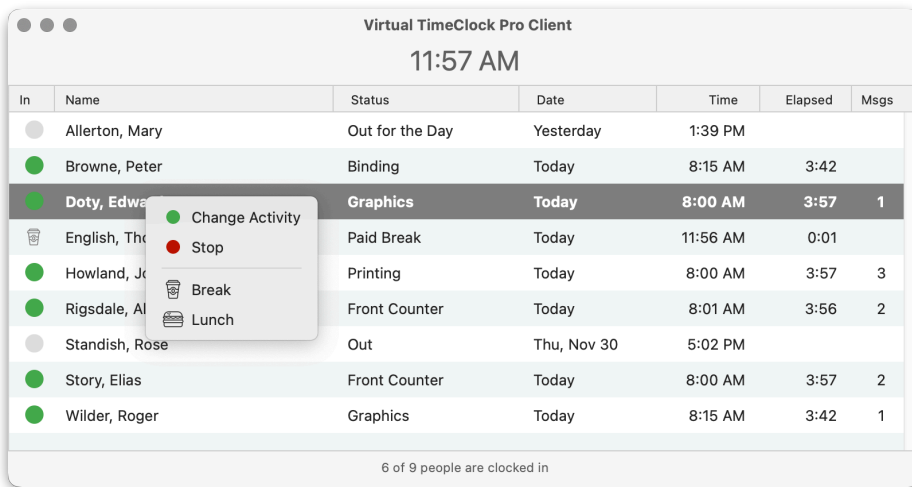 Virtual TimeClock Pro Client
11:57 AM
In Name Status Date Time Elapsed Msgs
Allerton, Mary Out for the Day Yesterday 1:39 PM
Browne, Peter Binding Today 8:15 AM 3:42
Doty, Graphics Today 8:00 AM 3:57 1
Change Activity
English, Paid Break Today 11:56 AM 0:01
Stop
Howland, Printing Today 8:00 AM 3:57 3
Break
Rigsdale, Front Counter Today 8:01 AM 3:56 2
Lunch
Standish, Rose Out Thu, Nov 30 5:02 PM
Story, Elias Front Counter Today 8:00 AM 3:57 2
Wilder, Roger Graphics Today 8:15 AM 3:42 1
6 of 9 people are clocked in